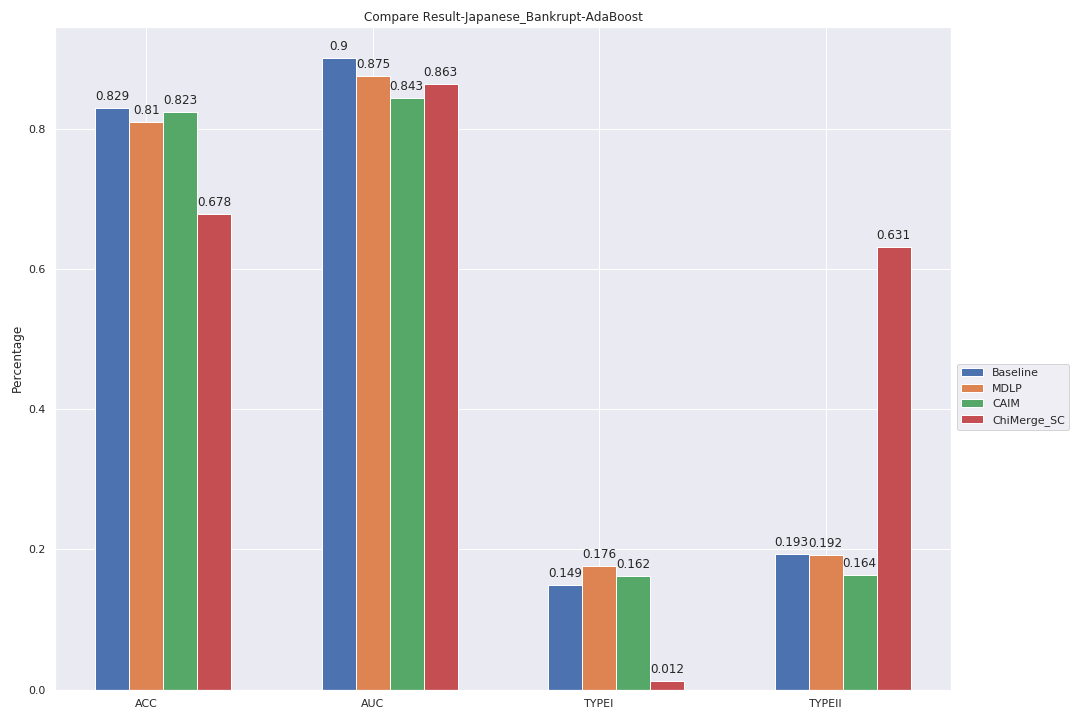 Compare Result-Japanese_Bankrupt-AdaBoost
Percentage
0.8
0.6
0.4
0.2
0.0
0.829
0.81
0.823
0.678
0.9
0.875
0.843
0.863
0.149
0.176
0.162
0.012
0.193
0.192
0.164
0.631
ACC
AUC
TYPEI
TYPEII
Baseline
MDLP
CAIM
ChiMerge_SC